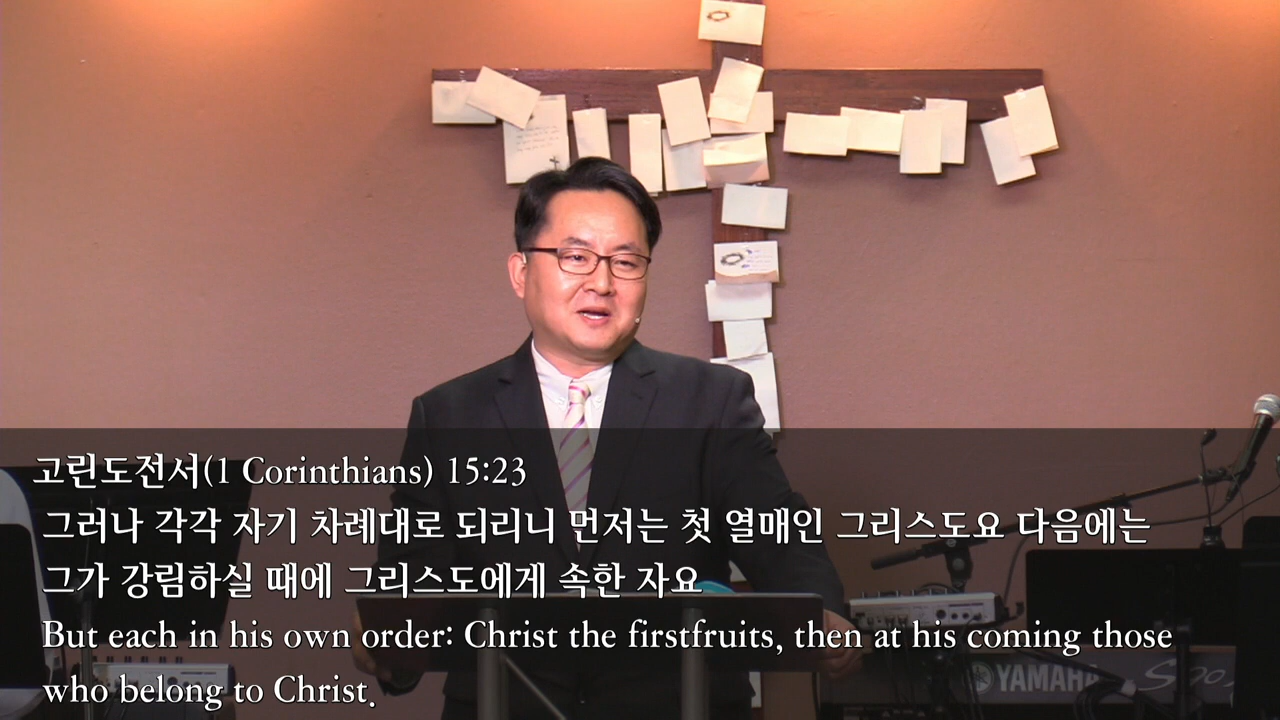 고린도전서(1 Corinthians) 15:23
그러나 각각 자기 차례대로 되리니 먼저는 첫 열매인 그리스도요 다음에는
그가 강림하실 때에 그리스도에게 속한 자요
But each in his own order: Christ the firstfruits, then at his coming those
who belong to Christ.
YAMAHA